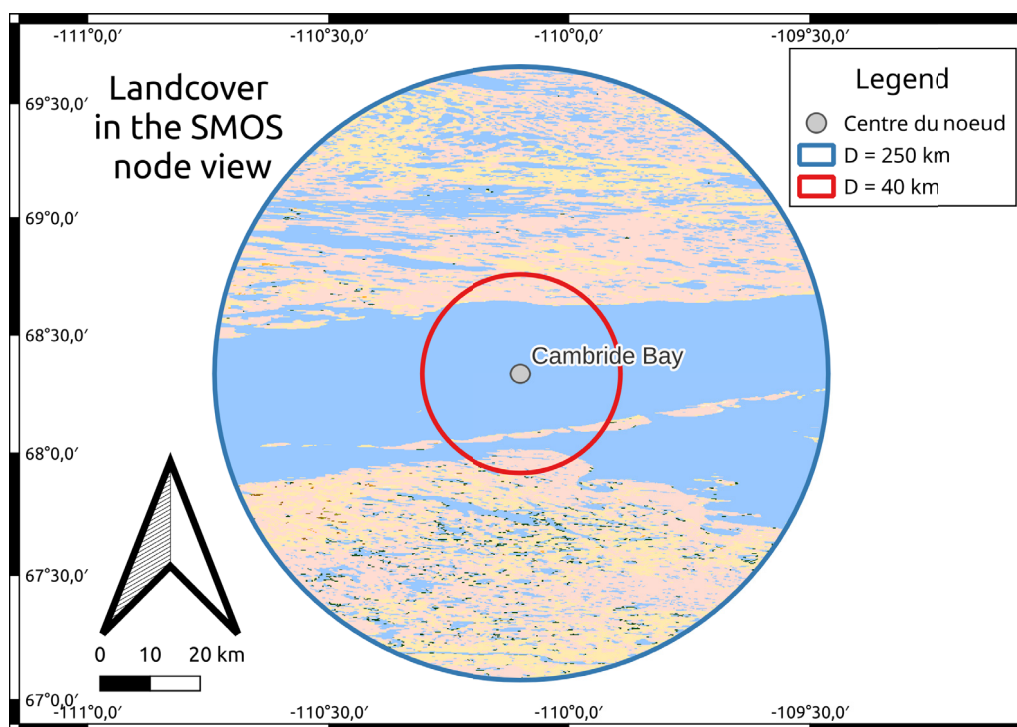 -111°0,0′ -110°30,0′ -110°0,0′ -109°30,0′
Landcover
in the SMOS
node view
Legend
Centre du noeud
D = 250 km
D = 40 km
69°30,0′
69°0,0′
68°30,0′
68°0,0′
67°30,0′
67°0,0′
Cambride Bay
0 10 20 km
-111°0,0′ -110°30,0′ -110°0,0′ -109°30,0′